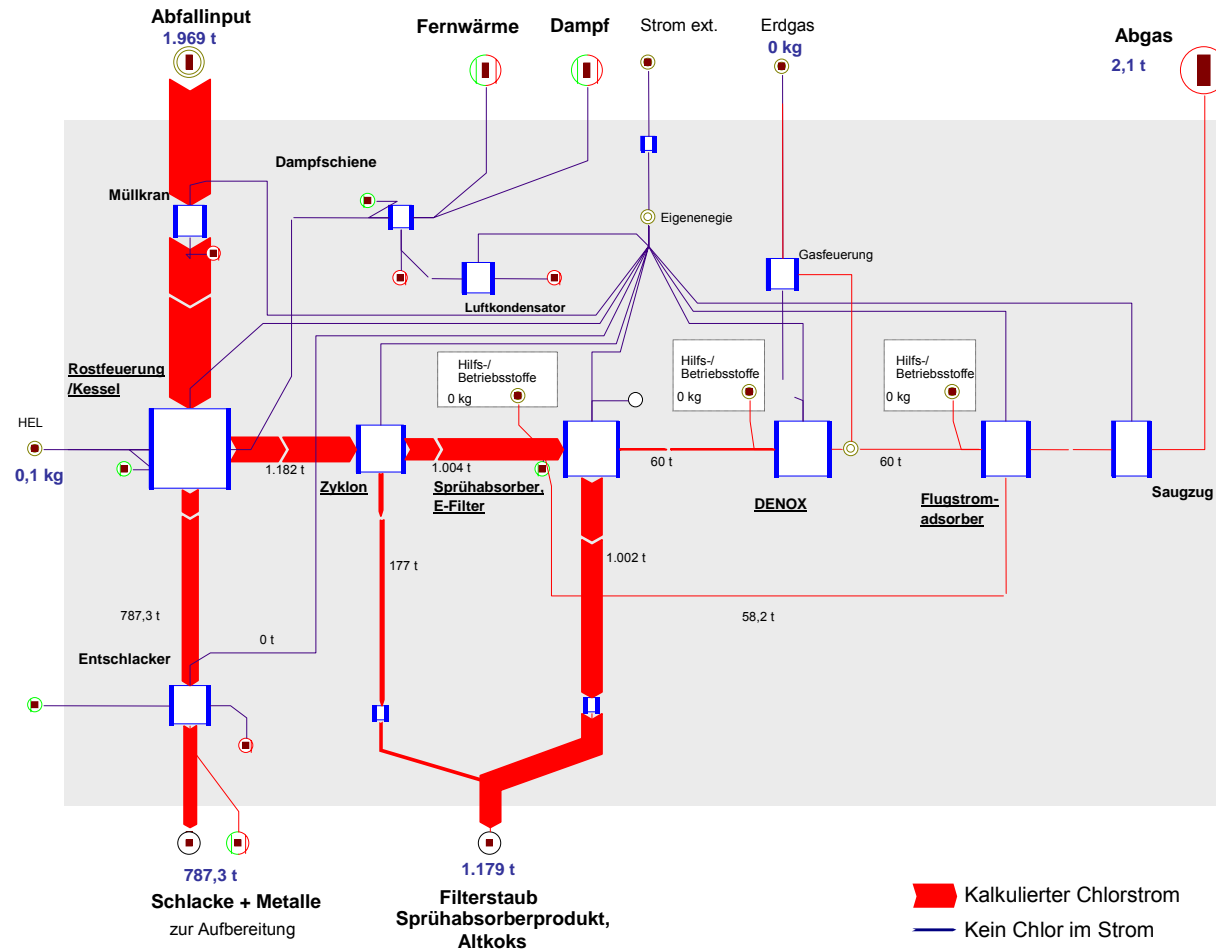 Abfallinput
1.969 t
Fernwärme
Dampf
Strom ext.
Erdgas
0 kg
Abgas
2,1 t
Dampfschiene
Müllkran
Eigenenegie
Gasfeuerung
Luftkondensator
Rostfeuerung
/Kessel
Hilfs-/
Betriebsstoffe
0 kg
Hilfs-/
Betriebsstoffe
0 kg
Hilfs-/
Betriebsstoffe
0 kg
HEL
0,1 kg
1.182 t
Zyklon
1.004 t
Sprühabsorber,
E-Filter
60 t
DENOX
60 t
Flugstrom-
adsorber
Saugzug
177 t
1.002 t
787,3 t
58,2 t
0 t
Entschlacker
787,3 t
Schlacke + Metalle
zur Aufbereitung
1.179 t
Filterstaub
Sprühabsorberprodukt,
Altkoks
Kalkulierter Chlorstrom
Kein Chlor im Strom